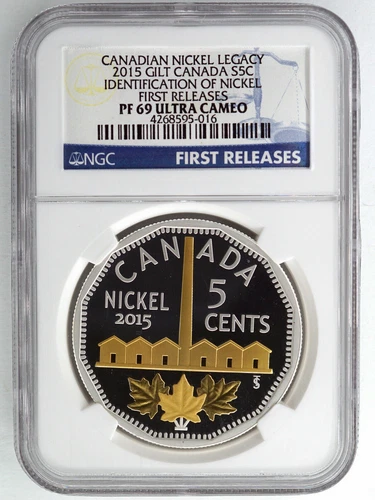 CANADIAN NICKEL LEGACY
2015 GILT CANADA S5C
IDENTIFICATION OF NICKEL
FIRST RELEASES
PF 69 ULTRA CAMEO
4268595-016
NGC
FIRST RELEASES
CANADA
NICKEL
2015
5
CENTS